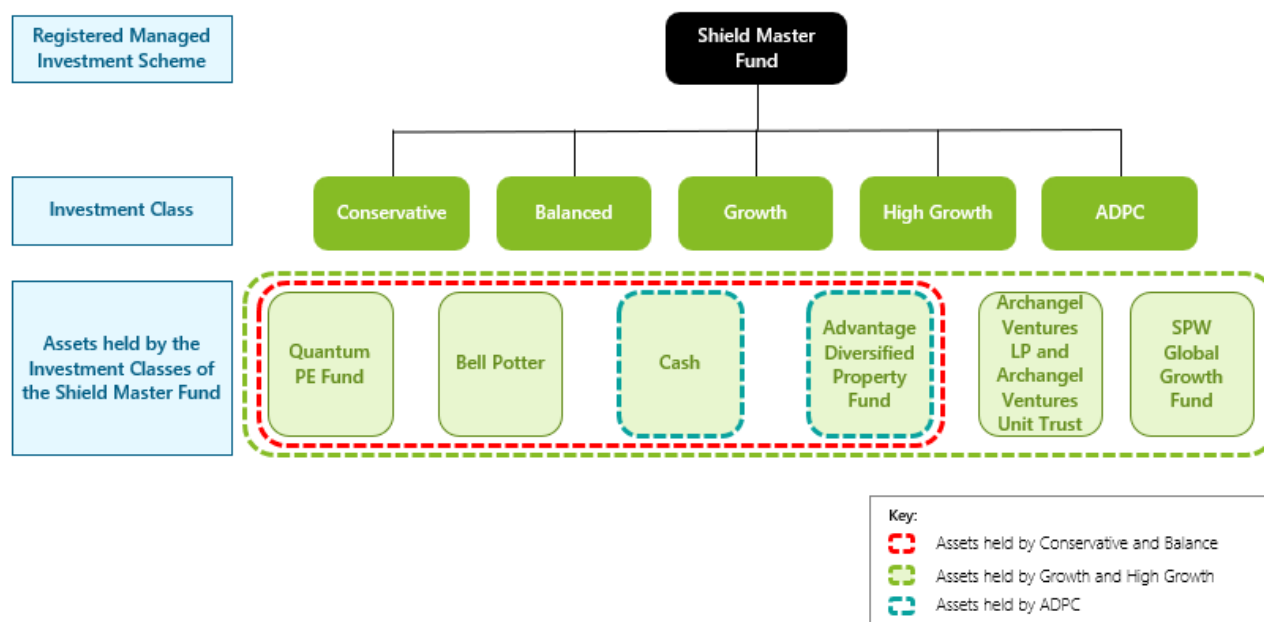 Registered Managed
Investment Scheme
Shield Master
Fund
Investment Class
Conservative
Balanced
Growth
High Growth
ADPC
Assets held by the
Investment Classes of
the Shield Master Fund
Quantum
PE Fund
Bell Potter
Cash
Advantage
Diversified
Property
Fund
Archangel
Ventures
LP and
Archangel
Ventures
Unit Trust
SPW
Global
Growth
Fund
Key:
Assets held by Conservative and Balance
Assets held by Growth and High Growth
Assets held by ADPC